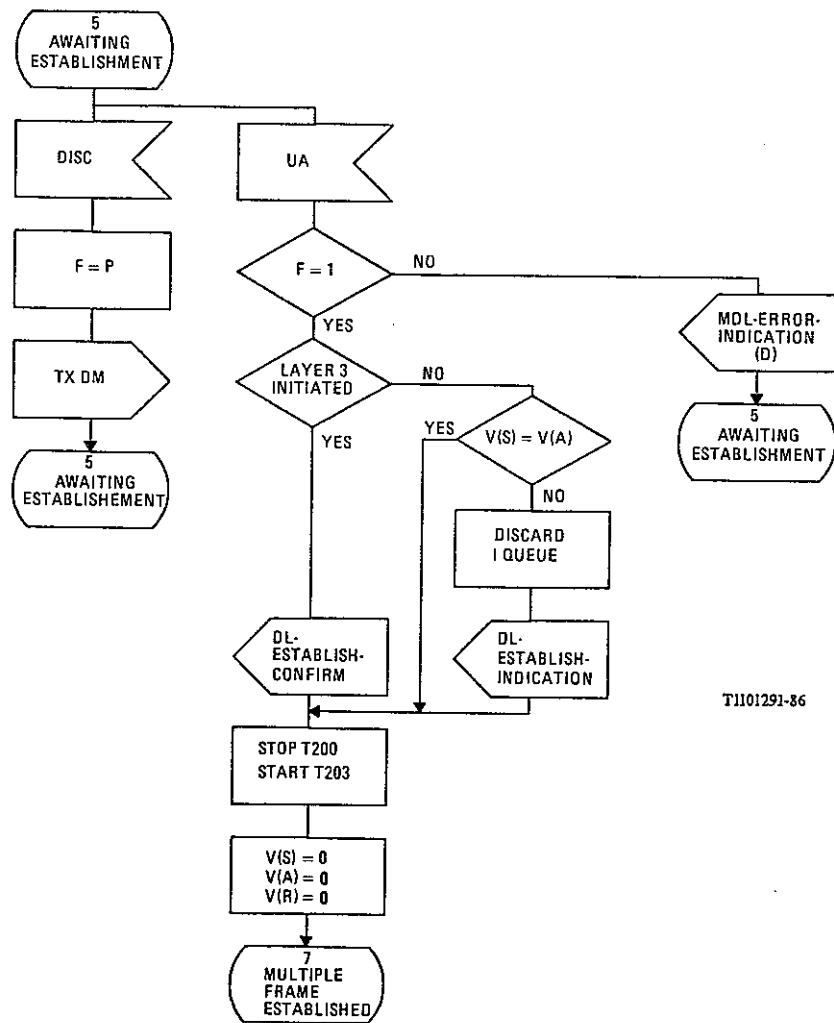 5
AWAITING
ESTABLISHMENT
DISC
UA
F = P
F = 1
NO
YES
TX DM
LAYER 3
INITIATED
NO
YES
MDL-ERROR-
INDICATION
(D)
YES
V(S) = V(A)
NO
5
AWAITING
ESTABLISHEMENT
5
AWAITING
ESTABLISHMENT
DISCARD
I QUEUE
DL-
ESTABLISH-
CONFIRM
DL-
ESTABLISH-
INDICATION
T1101291-86
STOP T200
START T203
V(S) = 0
V(A) = 0
V(R) = 0
7
MULTIPLE
FRAME
ESTABLISHED